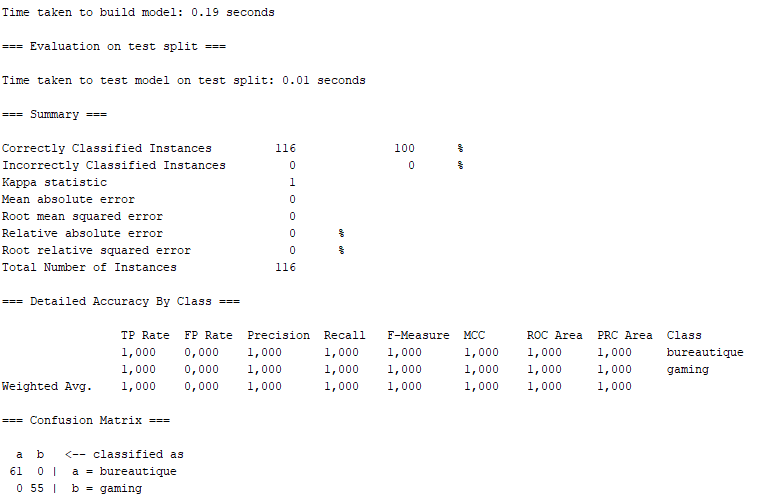 Time taken to build model: 0.19 seconds
=== Evaluation on test split ===
Time taken to test model on test split: 0.01 seconds
=== Summary ===
Correctly Classified Instances 116 100 %
Incorrectly Classified Instances 0 0 %
Kappa statistic 1
Mean absolute error 0
Root mean squared error 0
Relative absolute error 0 %
Root relative squared error 0 %
Total Number of Instances 116
=== Detailed Accuracy By Class ===
TP Rate FP Rate Precision Recall F-Measure MCC ROC Area PRC Area Class
1,000 0,000 1,000 1,000 1,000 1,000 1,000 1,000 bureautique
1,000 0,000 1,000 1,000 1,000 1,000 1,000 1,000 gaming
Weighted Avg. 1,000 0,000 1,000 1,000 1,000 1,000 1,000 1,000
=== Confusion Matrix ===
a b <-- classified as
61 0 | a = bureautique
0 55 | b = gaming